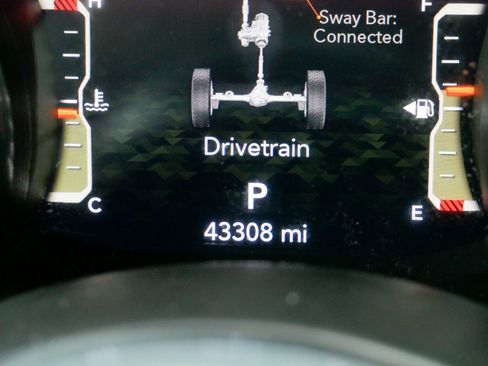 H
F
Sway Bar:
Connected
Drivetrain
P
C
E
43308 mi